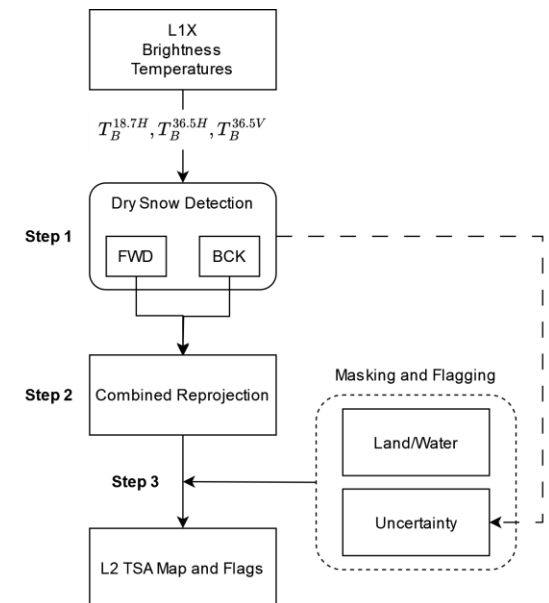 L1X
Brightness
Temperatures
$T_B^{18.7H}, T_B^{36.5H}, T_B^{36.5V}$
Dry Snow Detection
Step 1
FWD BCK
Step 2 Combined Reprojection
Masking and Flagging
Land/Water
Step 3
Uncertainty
L2 TSA Map and Flags